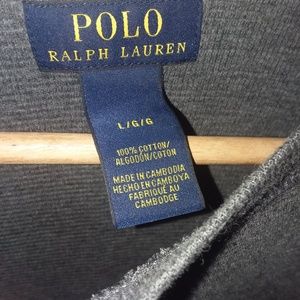 POLO
RALPH LAUREN
L/G/G
100% COTTON/
ALGODÓN/COTON
MADE IN CAMBODIA
HECHO EN CAMBOYA
FABRIQUÉ AU
CAMBODGE